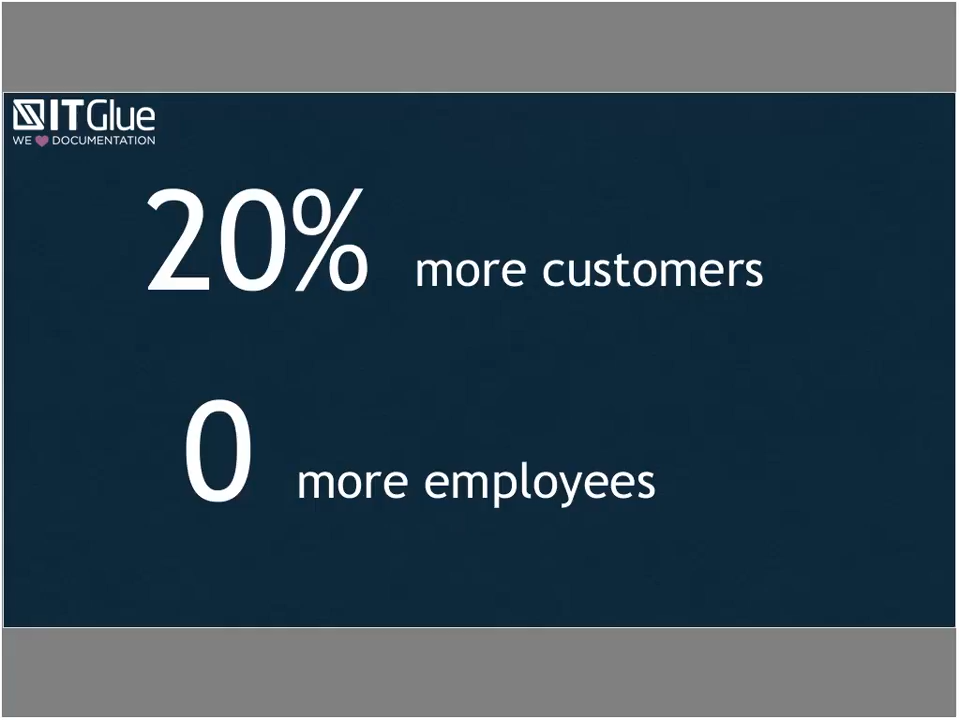 ITGlue
WE ♥ DOCUMENTATION
20% more customers
0 more employees